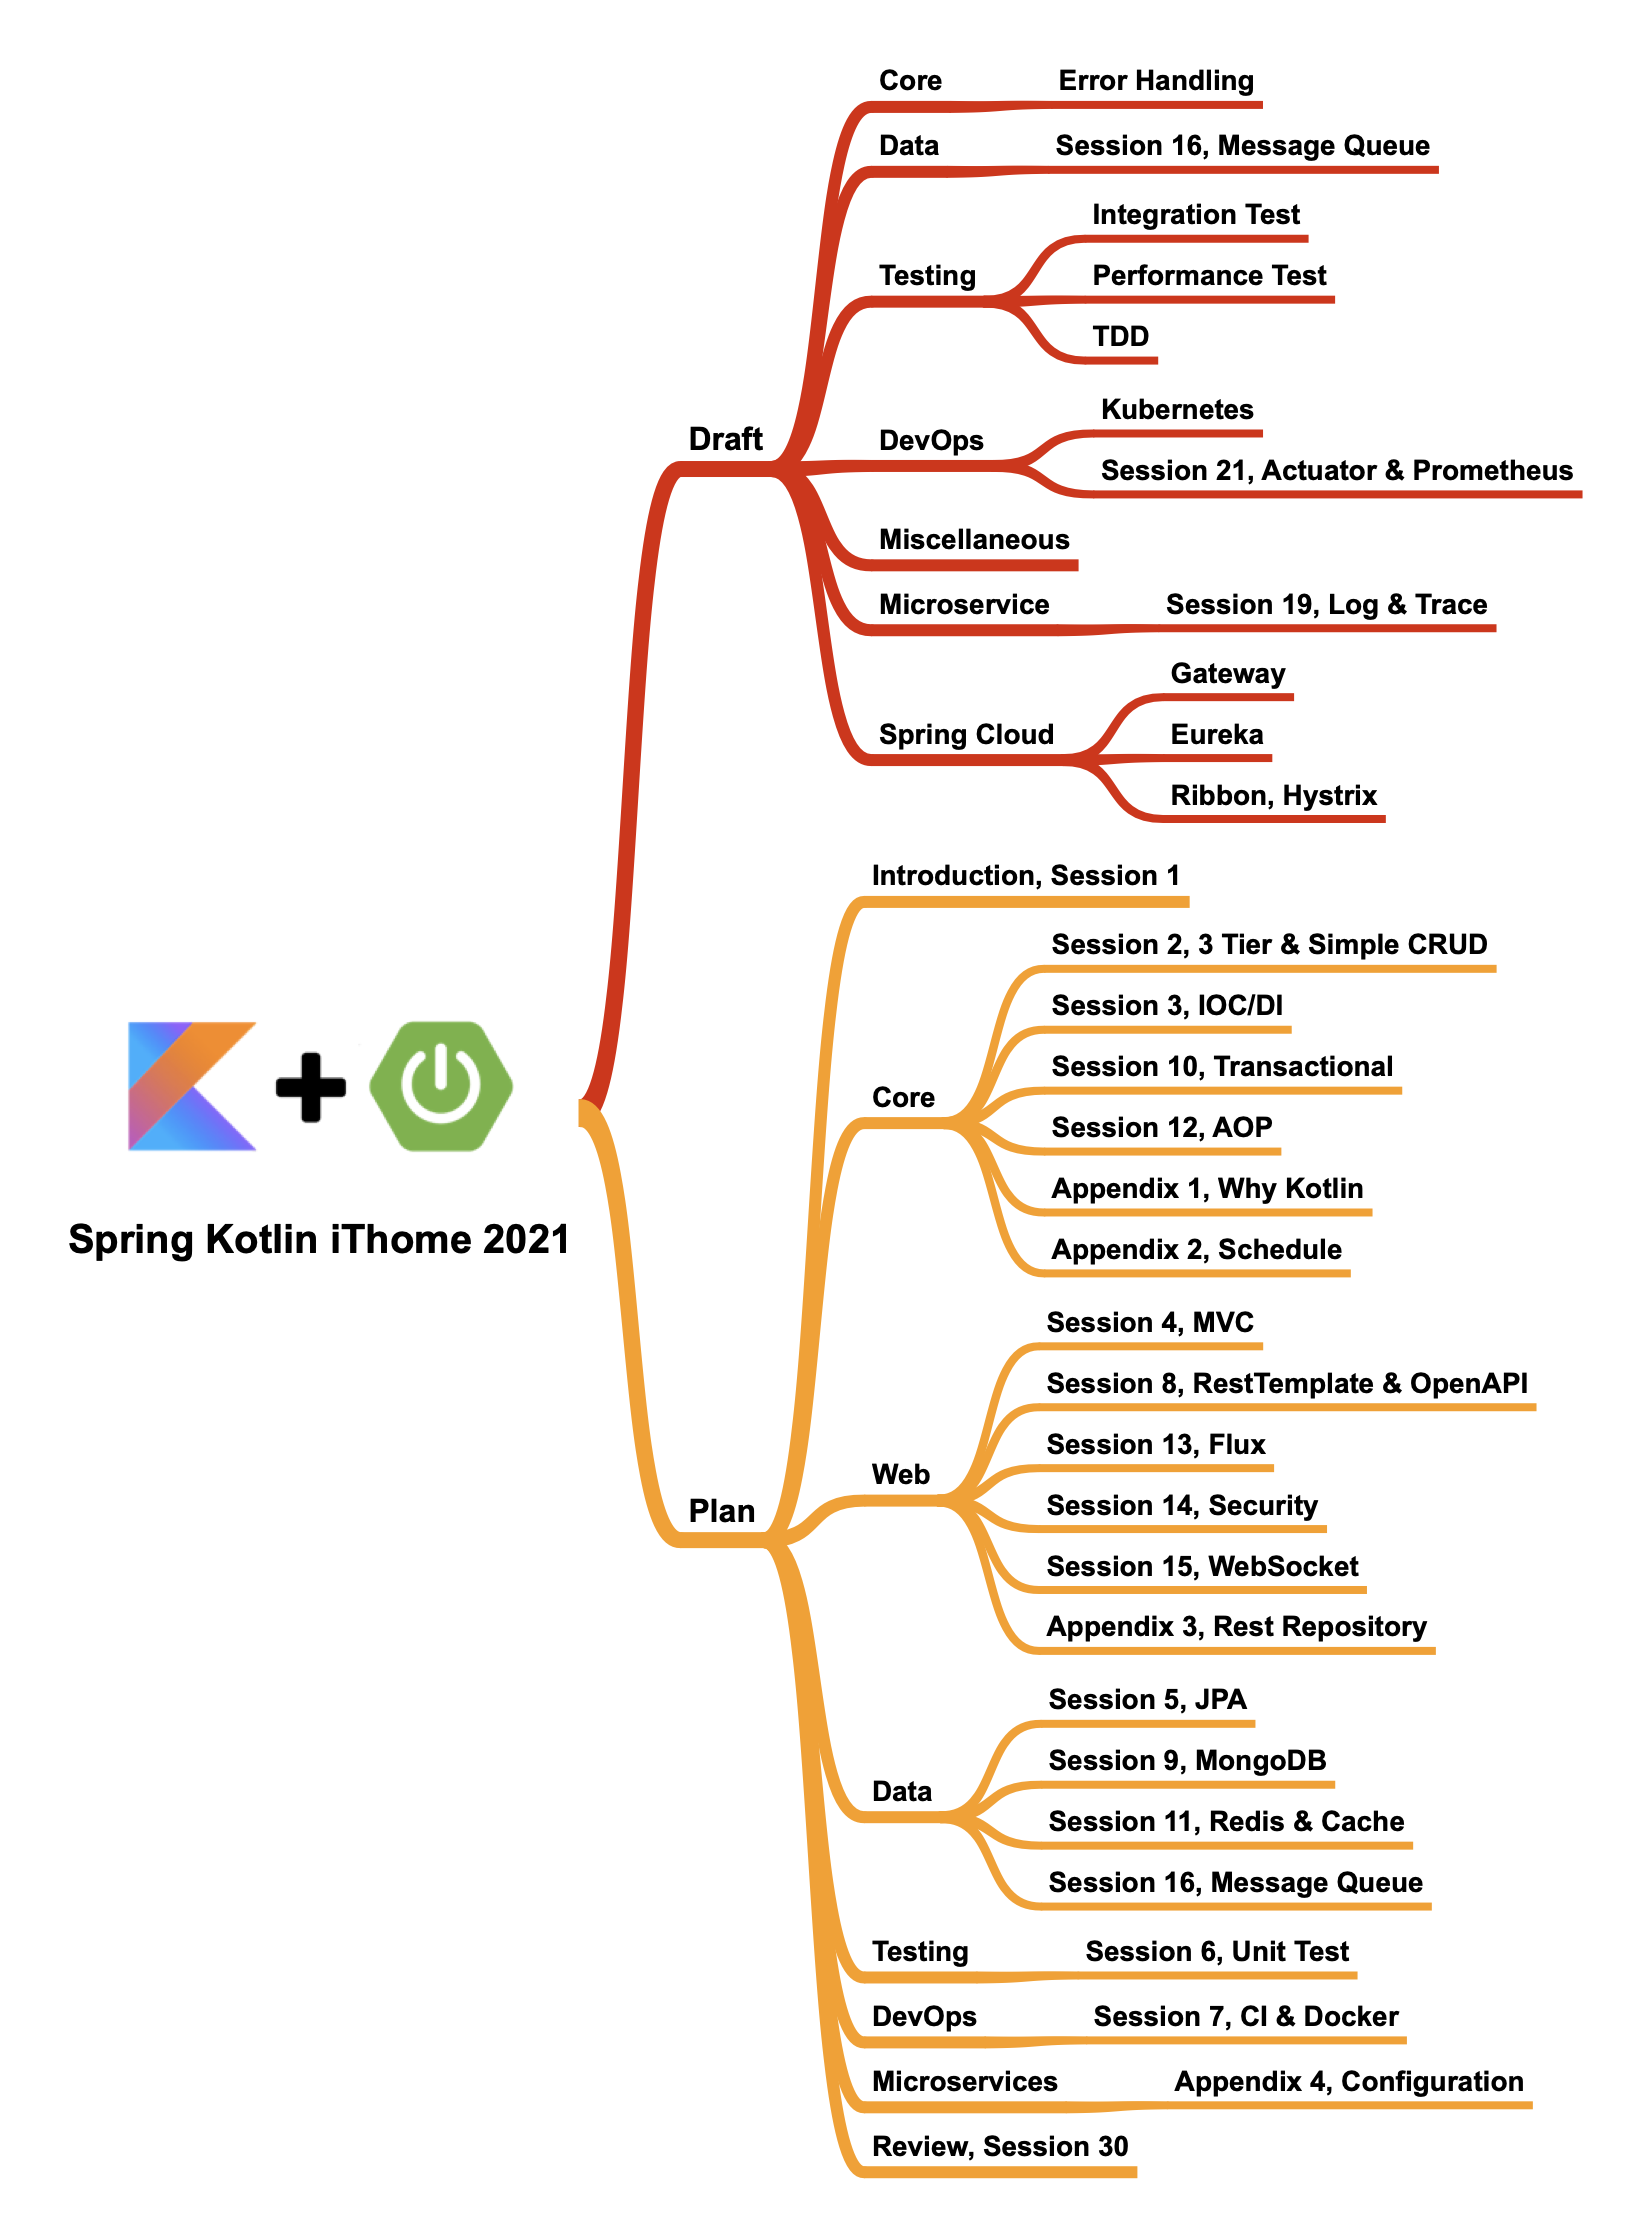 Spring Kotlin iThome 2021
Draft
Core
Error Handling
Data
Session 16, Message Queue
Testing
Integration Test
Performance Test
TDD
DevOps
Kubernetes
Session 21, Actuator & Prometheus
Miscellaneous
Microservice
Session 19, Log & Trace
Spring Cloud
Gateway
Eureka
Ribbon, Hystrix
Plan
Introduction, Session 1
Core
Session 2, 3 Tier & Simple CRUD
Session 3, IOC/DI
Session 10, Transactional
Session 12, AOP
Appendix 1, Why Kotlin
Appendix 2, Schedule
Web
Session 4, MVC
Session 8, RestTemplate & OpenAPI
Session 13, Flux
Session 14, Security
Session 15, WebSocket
Appendix 3, Rest Repository
Data
Session 5, JPA
Session 9, MongoDB
Session 11, Redis & Cache
Session 16, Message Queue
Testing
Session 6, Unit Test
DevOps
Session 7, CI & Docker
Microservices
Appendix 4, Configuration
Review, Session 30